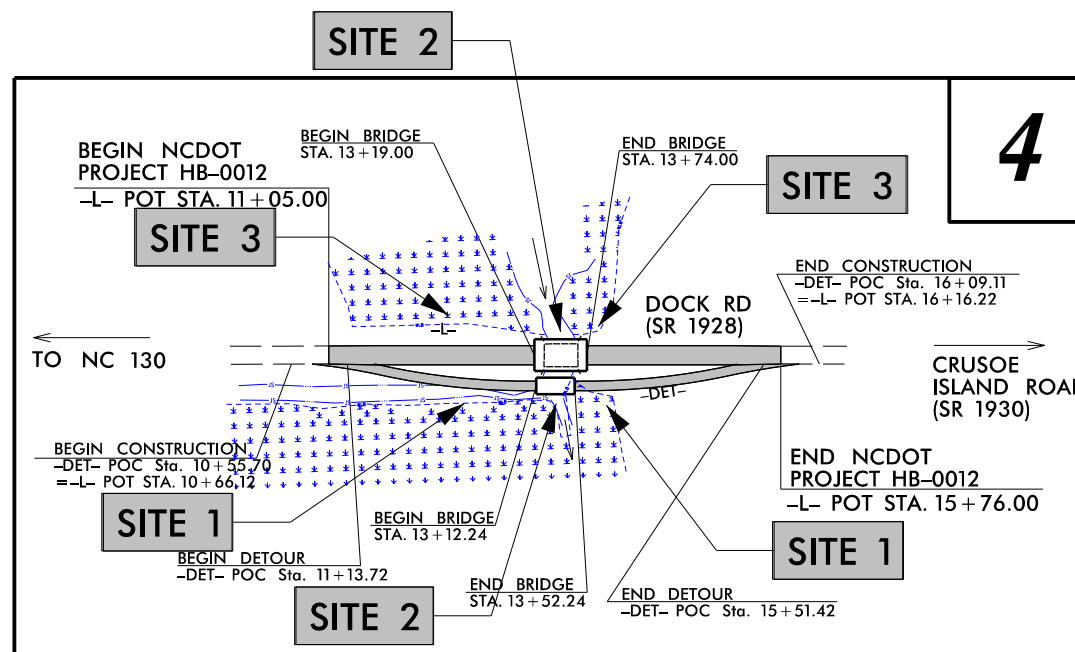 SITE 2
4
BEGIN BRIDGE
STA. 13+19.00
END BRIDGE
STA. 13+74.00
BEGIN NCDOT
PROJECT HB-0012
-L- POT STA. 11+05.00
SITE 3
SITE 3
END CONSTRUCTION
-DET- POC Sta. 16+09.11
=-L- POT STA. 16+16.22
DOCK RD
(SR 1928)
-L-
TO NC 130
CRUSOE
ISLAND ROAD
(SR 1930)
JS
JS
JS
JS
-DET-
BEGIN CONSTRUCTION
-DET- POC Sta. 10+55.70
=-L- POT STA. 10+66.12
END NCDOT
PROJECT HB-0012
-L- POT STA. 15+76.00
SITE 1
BEGIN BRIDGE
STA. 13+12.24
SITE 1
BEGIN DETOUR
-DET- POC Sta. 11+13.72
END BRIDGE
STA. 13+52.24
END DETOUR
-DET- POC Sta. 15+51.42
SITE 2